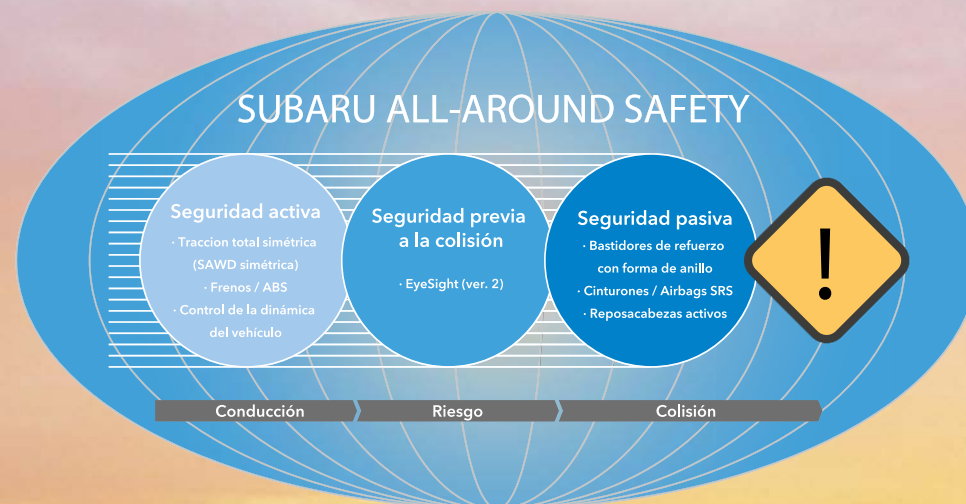 SUBARU ALL-AROUND SAFETY
Seguridad activa
· Traccion total simétrica
(SAWD simétrica)
· Frenos / ABS
· Control de la dinámica
del vehículo
Seguridad previa
a la colisión
· EyeSight (ver. 2)
Seguridad pasiva
· Bastidores de refuerzo
con forma de anillo
· Cinturones / Airbags SRS
· Reposacabezas activos
!
Conducción
Riesgo
Colisión